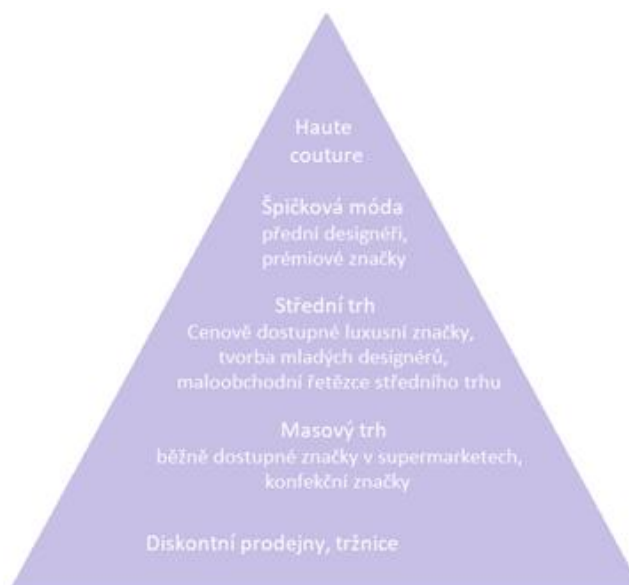 Haute
couture
Špičková móda
přední designéři,
prémiové značky
Střední trh
Cenově dostupné luxusní značky,
tvorba mladých designérů,
maloobchodní řetězce středního trhu
Masový trh
běžně dostupné značky v supermarketech,
konfekční značky
Diskontní prodejny, tržnice